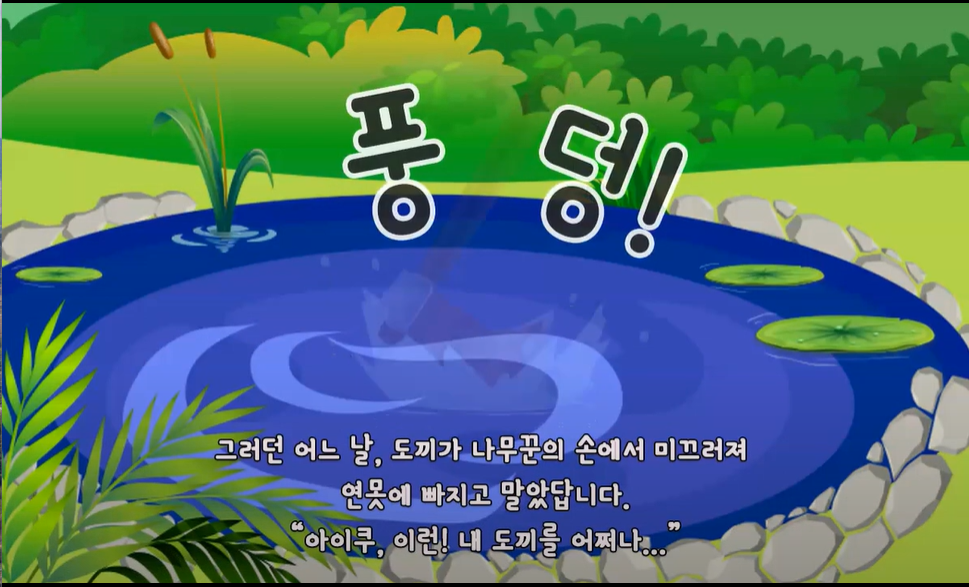 풍덩!
그러던 어느 날, 도끼가 나무꾼의 손에서 미끄러져
연못에 빠지고 말았답니다.
“아이쿠, 이런! 내 도끼를 어쩌나...”